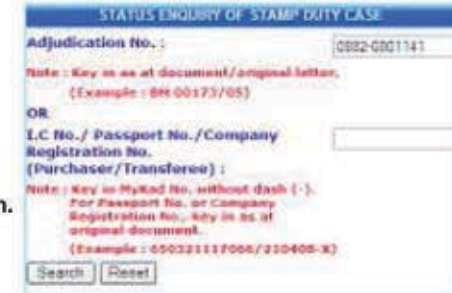 STATUS ENQUIRY OF STAMP DUTY CASE
Adjudication No. :
0882-G001141
Note : Key in as at document/original letter.
(Example : BM 00173/05)
OR
I.C No./ Passport No./Company
Registration No.
(Purchaser/Transferee) :
Note : Key in MyKad No. without dash (-).
For Passport No. or Company
Registration No., key in as at
original document.
(Example : 650321117066/210408-X)
Search
Reset